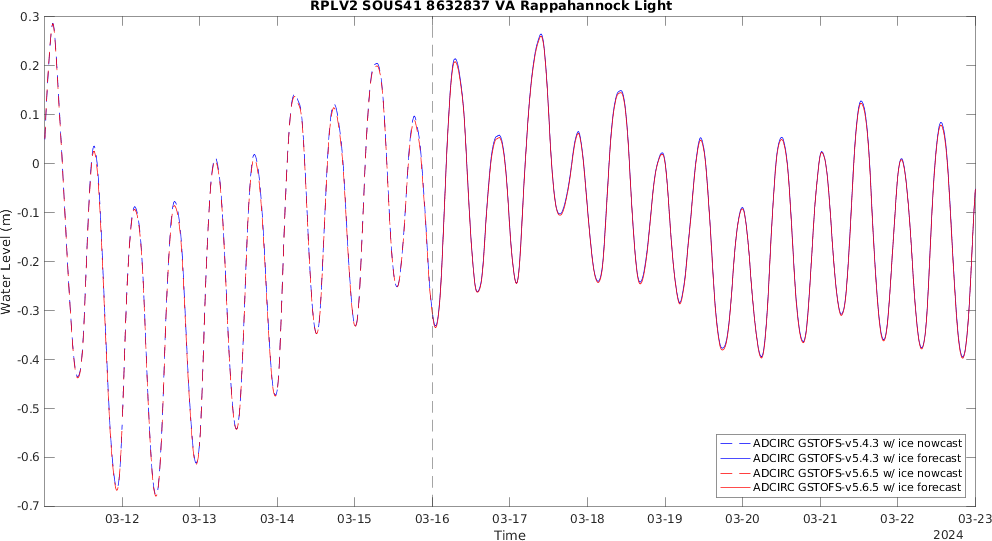 RPLV2 SOUS41 8632837 VA Rappahannock Light
0.3
0.2
0.1
0
-0.1
-0.2
-0.3
-0.4
-0.5
-0.6
-0.7
Water Level (m)
ADCIRC GSTOFS-v5.4.3 w/ ice nowcast
ADCIRC GSTOFS-v5.4.3 w/ ice forecast
ADCIRC GSTOFS-v5.6.5 w/ ice nowcast
ADCIRC GSTOFS-v5.6.5 w/ ice forecast
03-12 03-13 03-14 03-15 03-16 03-17 03-18 03-19 03-20 03-21 03-22 03-23
Time
2024